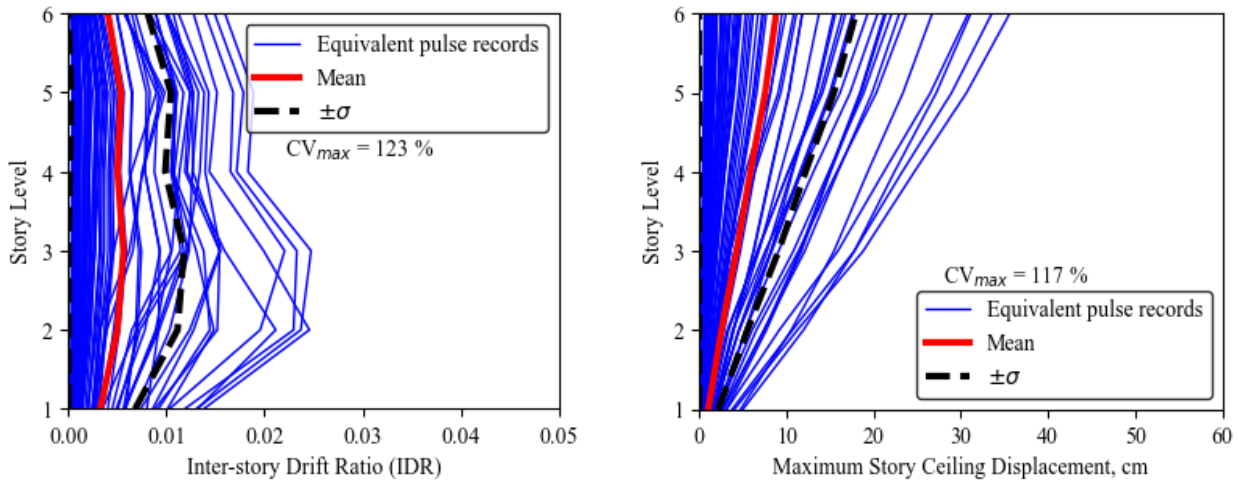 6
5
4
3
2
1
Story Level
0.00 0.01 0.02 0.03 0.04 0.05
Inter-story Drift Ratio (IDR)
Equivalent pulse records
Mean
±σ
CVmax = 123 %
6
5
4
3
2
1
Story Level
0 10 20 30 40 50 60
Maximum Story Ceiling Displacement, cm
CVmax = 117 %
Equivalent pulse records
Mean
±σ